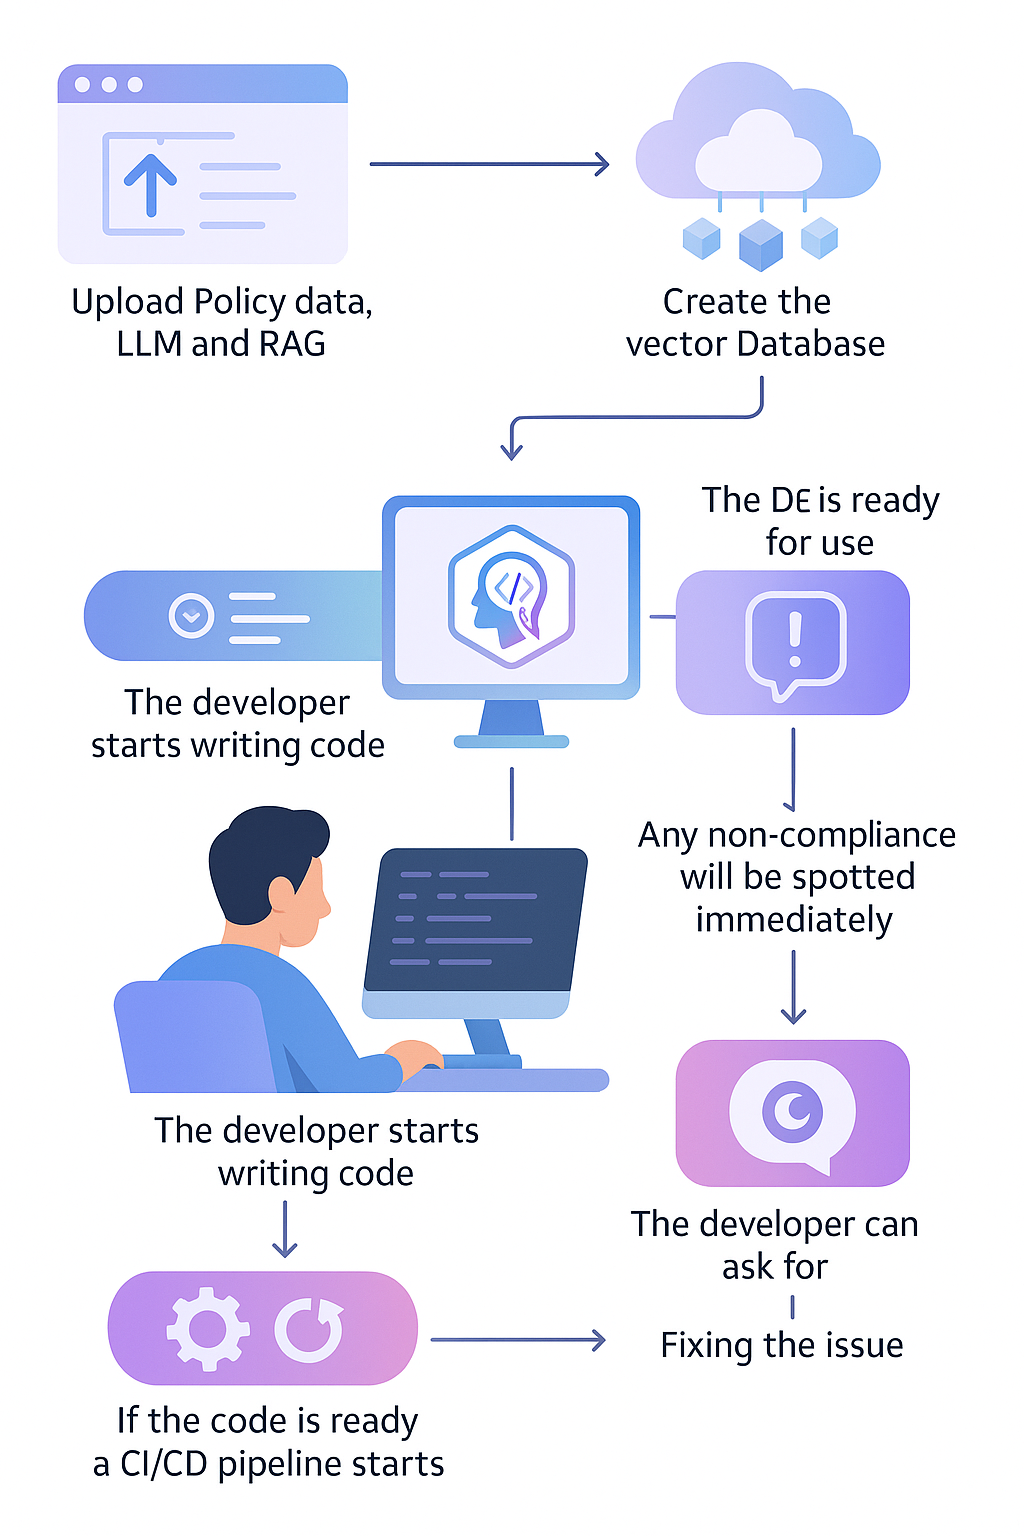 Upload Policy data,
LLM and RAG
Create the
vector Database
The DE is ready
for use
The developer
starts writing code
Any non-compliance
will be spotted
immediately
The developer starts
writing code
The developer can
ask for
Fixing the issue
If the code is ready
a CI/CD pipeline starts